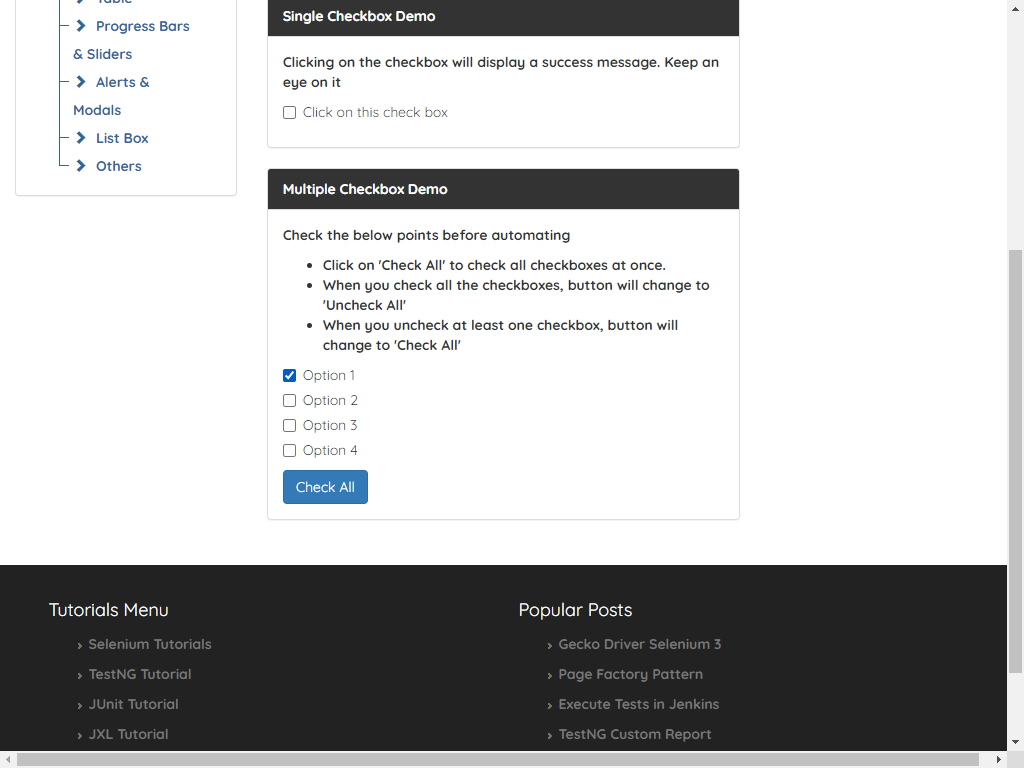 Table
Progress Bars
& Sliders
Alerts &
Modals
List Box
Others
Single Checkbox Demo
Clicking on the checkbox will display a success message. Keep an
eye on it
Click on this check box
Multiple Checkbox Demo
Check the below points before automating
Click on 'Check All' to check all checkboxes at once.
When you check all the checkboxes, button will change to
'Uncheck All'
When you uncheck at least one checkbox, button will
change to 'Check All'
Option 1
Option 2
Option 3
Option 4
Check All
Tutorials Menu
Selenium Tutorials
TestNG Tutorial
JUnit Tutorial
JXL Tutorial
Popular Posts
Gecko Driver Selenium 3
Page Factory Pattern
Execute Tests in Jenkins
TestNG Custom Report